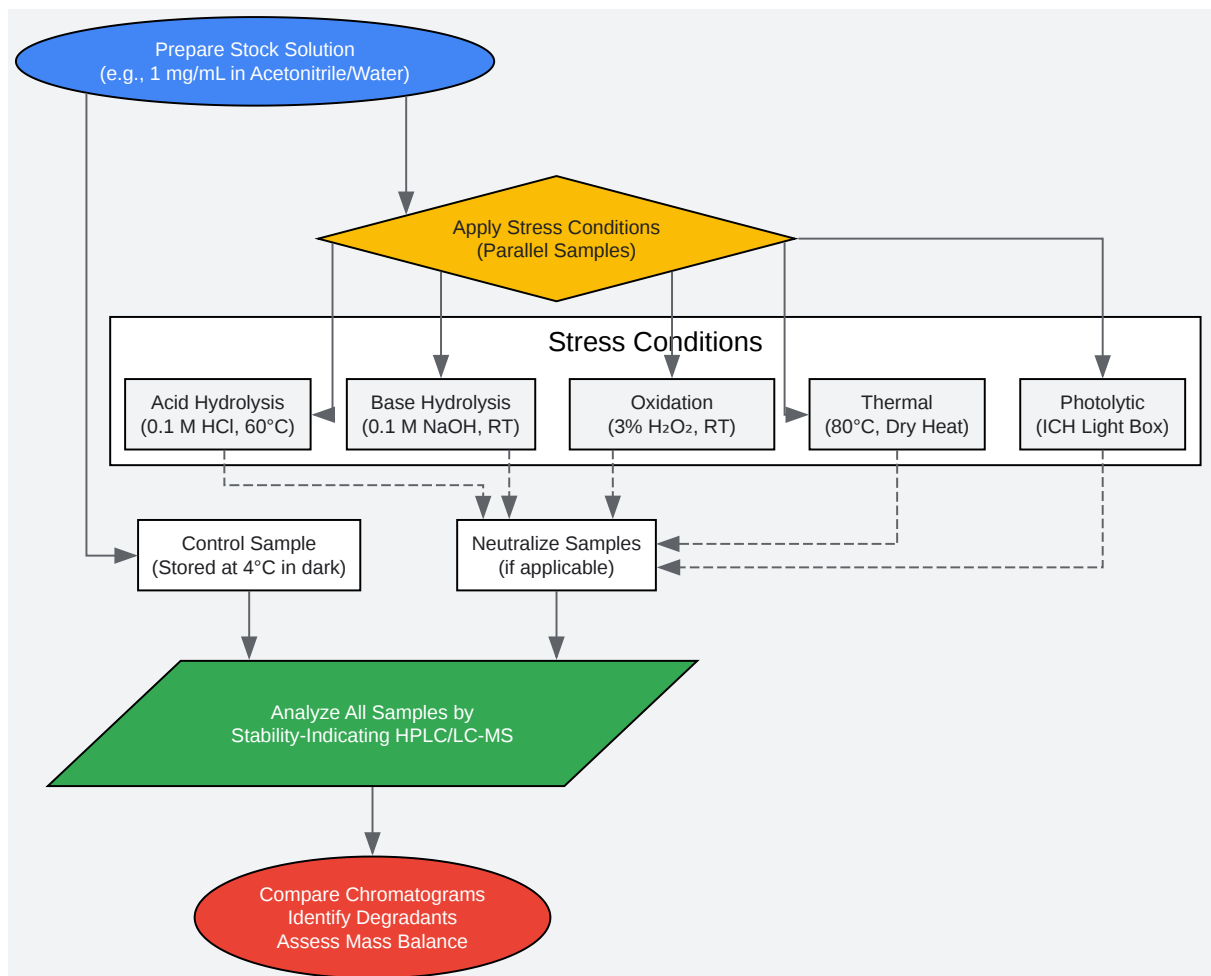 Prepare Stock Solution
(e.g., 1 mg/mL in Acetonitrile/Water)
Apply Stress Conditions
(Parallel Samples)
Stress Conditions
Acid Hydrolysis
(0.1 M HCl, 60°C)
Base Hydrolysis
(0.1 M NaOH, RT)
Oxidation
(3% H₂O₂, RT)
Thermal
(80°C, Dry Heat)
Photolytic
(ICH Light Box)
Control Sample
(Stored at 4°C in dark)
Neutralize Samples
(if applicable)
Analyze All Samples by
Stability-Indicating HPLC/LC-MS
Compare Chromatograms
Identify Degradants
Assess Mass Balance